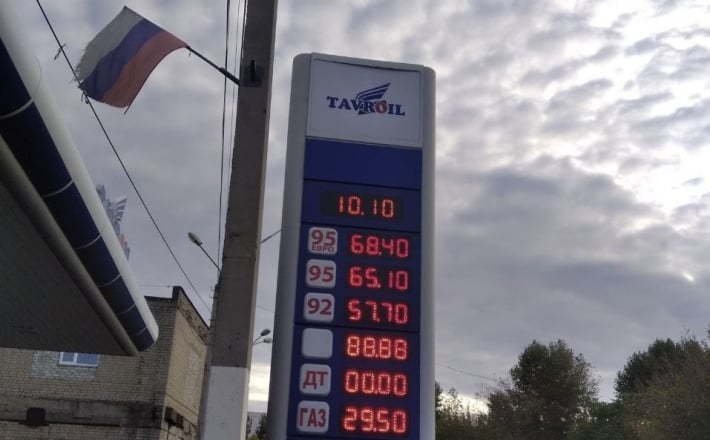 TAVROIL
10.10
95 ЕВРО 68.40
95 65.10
92 57.70
88.88
ДТ 00.00
ГАЗ 29.50